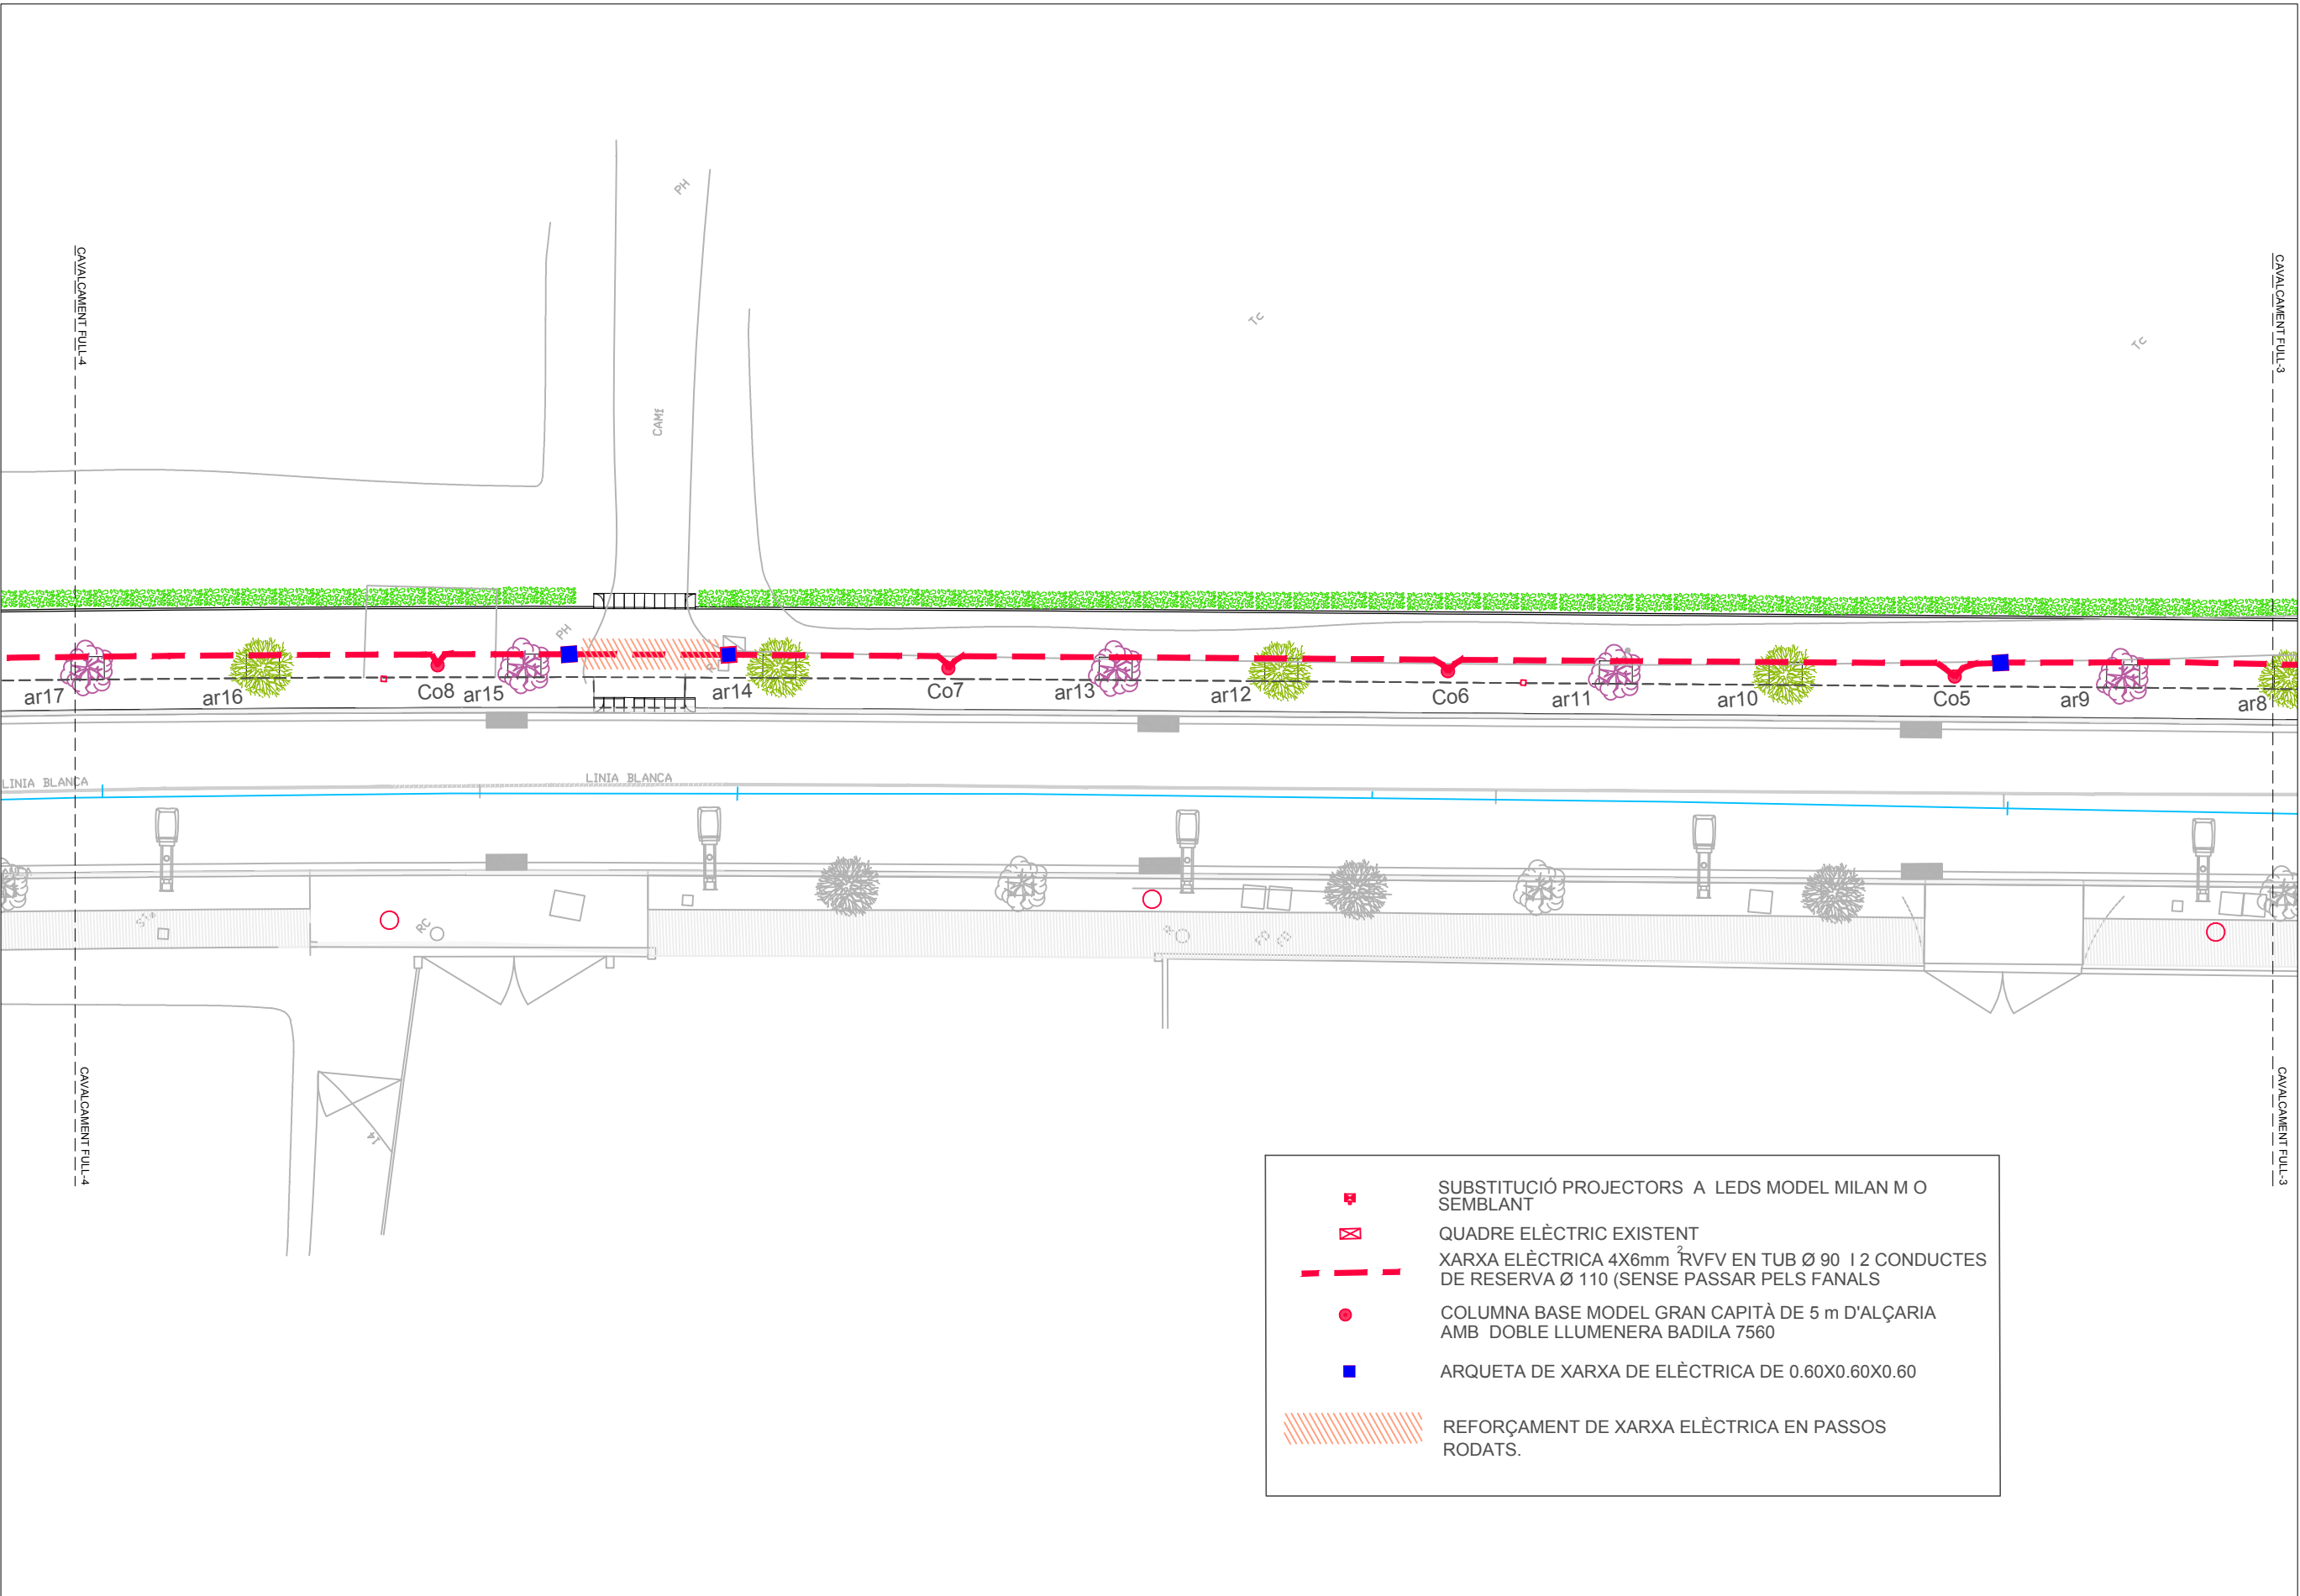 PH
CAVALCAMENT FULL-4
CAVALCAMENT FULL-3
Tc
Tc
CAMÍ
PH
ar17
ar16
Co8
ar15
ar14
Co7
ar13
ar12
Co6
ar11
ar10
Co5
ar9
ar8
LINIA BLANCA
LINIA BLANCA
RC
CAVALCAMENT FULL-4
CAVALCAMENT FULL-3
14
SUBSTITUCIÓ PROJECTORS A LEDS MODEL MILAN M O
SEMBLANT
QUADRE ELÈCTRIC EXISTENT
XARXA ELÈCTRICA 4X6mm ²RVFV EN TUB Ø 90 I 2 CONDUCTES
DE RESERVA Ø 110 (SENSE PASSAR PELS FANALS
COLUMNA BASE MODEL GRAN CAPITÀ DE 5 m D'ALÇARIA
AMB DOBLE LLUMENERA BADILA 7560
ARQUETA DE XARXA DE ELÈCTRICA DE 0.60X0.60X0.60
REFORÇAMENT DE XARXA ELÈCTRICA EN PASSOS
RODATS.